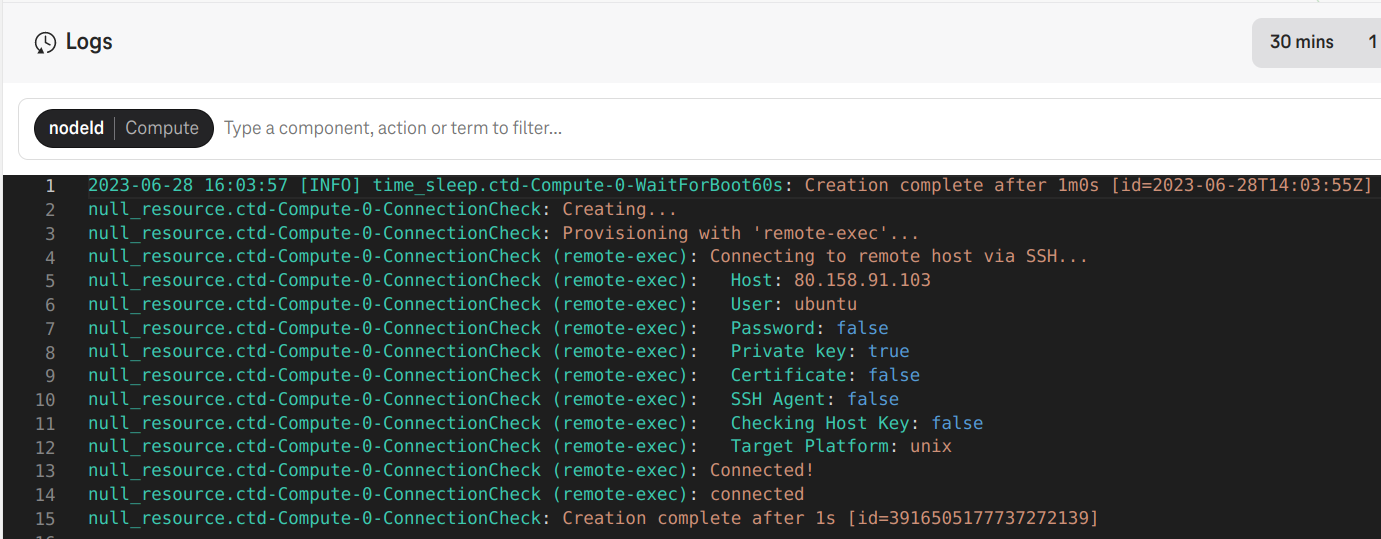 Logs
30 mins 1
nodeId Compute Type a component, action or term to filter...
1 2023-06-28 16:03:57 [INFO] time_sleep.ctd-Compute-0-WaitForBoot60s: Creation complete after 1m0s [id=2023-06-28T14:03:55Z]
2 null_resource.ctd-Compute-0-ConnectionCheck: Creating...
3 null_resource.ctd-Compute-0-ConnectionCheck: Provisioning with 'remote-exec'...
4 null_resource.ctd-Compute-0-ConnectionCheck (remote-exec): Connecting to remote host via SSH...
5 null_resource.ctd-Compute-0-ConnectionCheck (remote-exec):   Host: 80.158.91.103
6 null_resource.ctd-Compute-0-ConnectionCheck (remote-exec):   User: ubuntu
7 null_resource.ctd-Compute-0-ConnectionCheck (remote-exec):   Password: false
8 null_resource.ctd-Compute-0-ConnectionCheck (remote-exec):   Private key: true
9 null_resource.ctd-Compute-0-ConnectionCheck (remote-exec):   Certificate: false
10 null_resource.ctd-Compute-0-ConnectionCheck (remote-exec):   SSH Agent: false
11 null_resource.ctd-Compute-0-ConnectionCheck (remote-exec):   Checking Host Key: false
12 null_resource.ctd-Compute-0-ConnectionCheck (remote-exec):   Target Platform: unix
13 null_resource.ctd-Compute-0-ConnectionCheck (remote-exec): Connected!
14 null_resource.ctd-Compute-0-ConnectionCheck (remote-exec): connected
15 null_resource.ctd-Compute-0-ConnectionCheck: Creation complete after 1s [id=3916505177737272139]